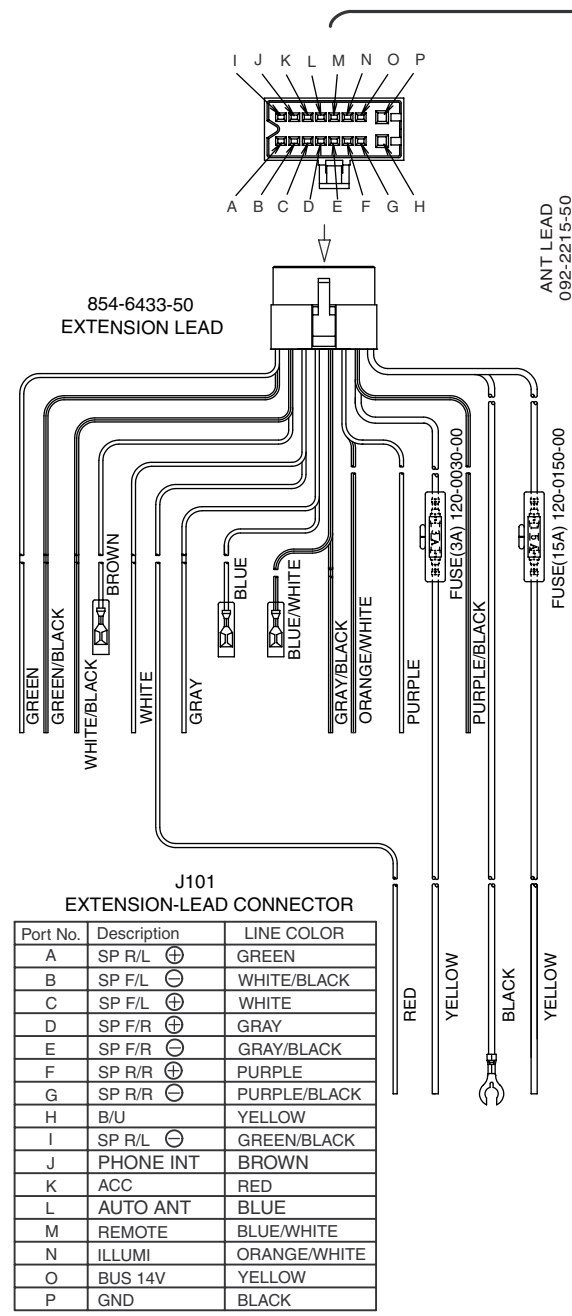 I J K L M N O P
A B C D E F G H
ANT LEAD
092-2215-50
854-6433-50
EXTENSION LEAD
GREEN
GREEN/BLACK
WHITE/BLACK
BROWN
WHITE
GRAY
BLUE
BLUE/WHITE
GRAY/BLACK
ORANGE/WHITE
PURPLE
FUSE(3A) 120-0030-00
PURPLE/BLACK
FUSE(15A) 120-0150-00
RED
YELLOW
BLACK
YELLOW
J101
EXTENSION-LEAD CONNECTOR
Port No. Description LINE COLOR
A SP R/L ⊕ GREEN
B SP F/L ⊖ WHITE/BLACK
C SP F/L ⊕ WHITE
D SP F/R ⊕ GRAY
E SP F/R ⊖ GRAY/BLACK
F SP R/R ⊕ PURPLE
G SP R/R ⊖ PURPLE/BLACK
H B/U YELLOW
I SP R/L ⊖ GREEN/BLACK
J PHONE INT BROWN
K ACC RED
L AUTO ANT BLUE
M REMOTE BLUE/WHITE
N ILLUMI ORANGE/WHITE
O BUS 14V YELLOW
P GND BLACK